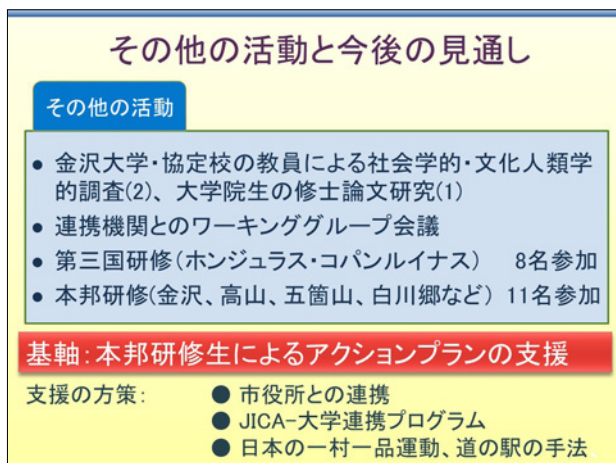 その他の活動と今後の見通し
その他の活動
● 金沢大学・協定校の教員による社会学的・文化人類学
的調査(2)、大学院生の修士論文研究(1)
● 連携機関とのワーキンググループ会議
● 第三国研修(ホンジュラス・コパンルイナス) 8名参加
● 本邦研修(金沢、高山、五箇山、白川郷など) 11名参加
基軸:本邦研修生によるアクションプランの支援
支援の方策: ● 市役所との連携
● JICA-大学連携プログラム
● 日本の一村一品運動、道の駅の手法、